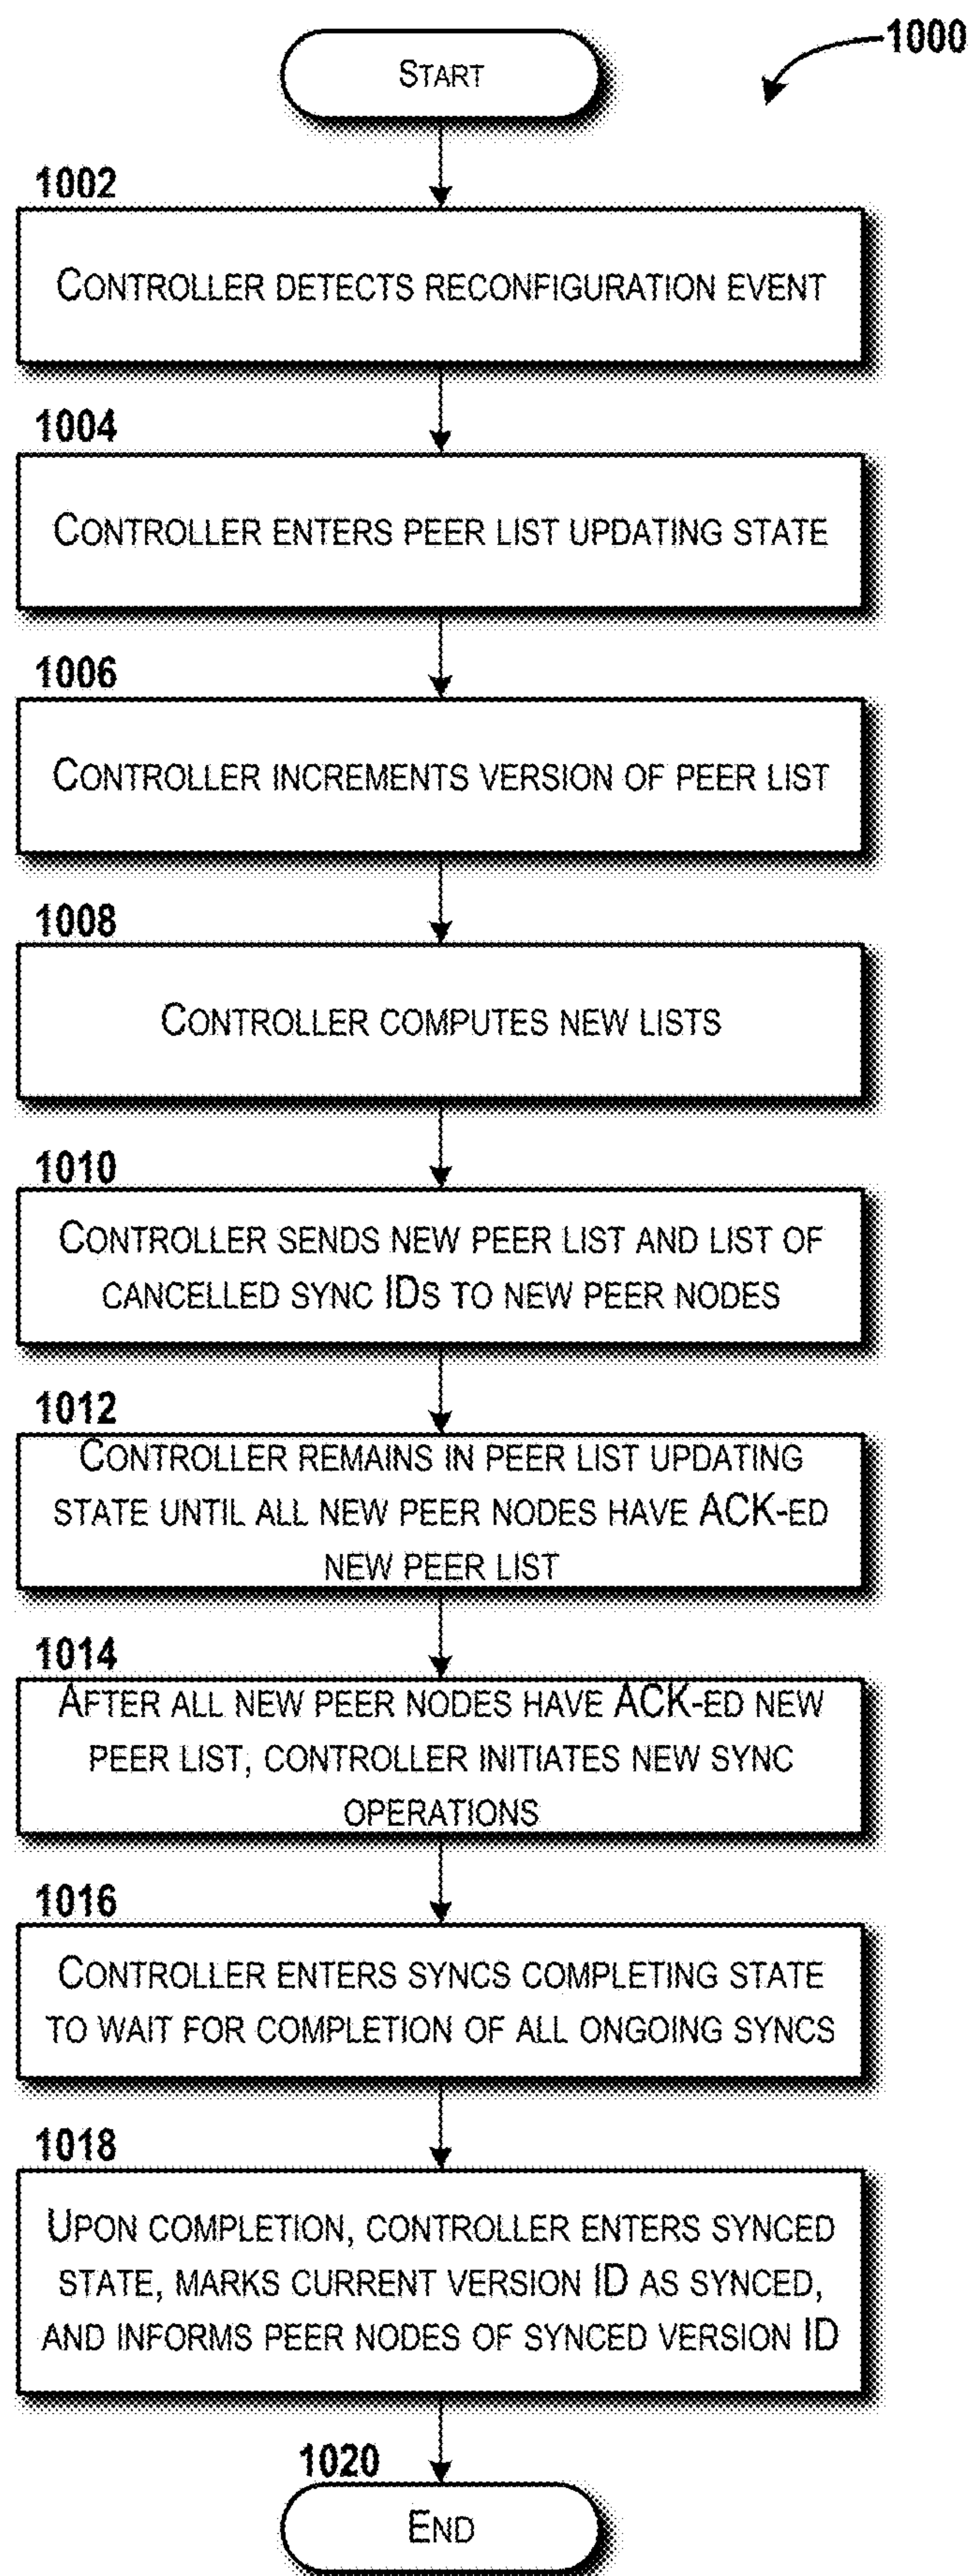 START
1000
1002
CONTROLLER DETECTS RECONFIGURATION EVENT
1004
CONTROLLER ENTERS PEER LIST UPDATING STATE
1006
CONTROLLER INCREMENTS VERSION OF PEER LIST
1008
CONTROLLER COMPUTES NEW LISTS
1010
CONTROLLER SENDS NEW PEER LIST AND LIST OF
CANCELLED SYNC IDS TO NEW PEER NODES
1012
CONTROLLER REMAINS IN PEER LIST UPDATING
STATE UNTIL ALL NEW PEER NODES HAVE ACK-ED
NEW PEER LIST
1014
AFTER ALL NEW PEER NODES HAVE ACK-ED NEW
PEER LIST, CONTROLLER INITIATES NEW SYNC
OPERATIONS
1016
CONTROLLER ENTERS SYNCS COMPLETING STATE
TO WAIT FOR COMPLETION OF ALL ONGOING SYNCS
1018
UPON COMPLETION, CONTROLLER ENTERS SYNCED
STATE, MARKS CURRENT VERSION ID AS SYNCED,
AND INFORMS PEER NODES OF SYNCED VERSION ID
1020
END